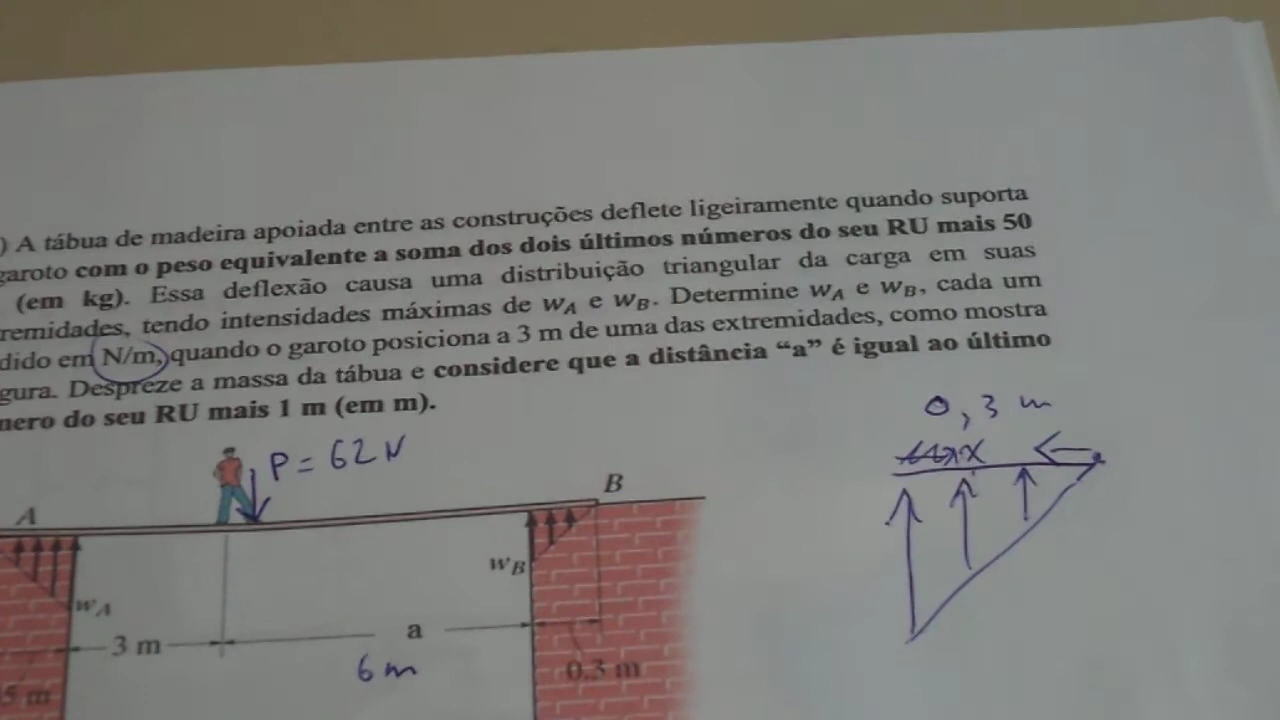 ) A tábua de madeira apoiada entre as construções deflete ligeiramente quando suporta
garoto com o peso equivalente a soma dos dois últimos números do seu RU mais 50
(em kg). Essa deflexão causa uma distribuição triangular da carga em suas
remidades, tendo intensidades máximas de wA e wB. Determine wA e wB, cada um
dido em N/m, quando o garoto posiciona a 3 m de uma das extremidades, como mostra
gura. Despreze a massa da tábua e considere que a distância “a” é igual ao último
nero do seu RU mais 1 m (em m).
0,3 m
P = 62 N
B
A
wB
wA
3 m
a
6 m
0.3 m
5 m